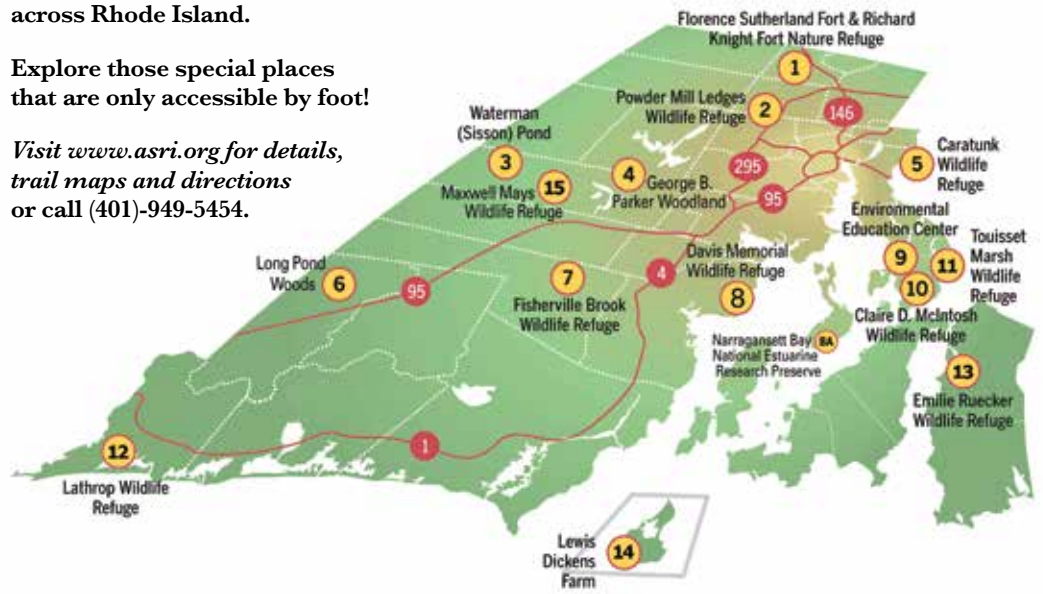 across Rhode Island.
Explore those special places
that are only accessible by foot!
Visit www.asri.org for details,
trail maps and directions
or call (401)-949-5454.
Florence Sutherland Fort & Richard
Knight Fort Nature Refuge
1
Powder Mill Ledges
Wildlife Refuge
2
146
Waterman
(Sisson) Pond
3
15
Maxwell Mays
Wildlife Refuge
4
George B.
Parker Woodland
295
95
5
Caratunk
Wildlife
Refuge
Environmental
Education Center
9
10
11
Touisset
Marsh
Wildlife
Refuge
Claire D. McIntosh
Wildlife Refuge
Long Pond
Woods
6
95
7
Fisherville Brook
Wildlife Refuge
4
Davis Memorial
Wildlife Refuge
8
Narragansett Bay
National Estuarine
Research Preserve
8A
13
Emilie Ruecker
Wildlife Refuge
1
12
Lathrop Wildlife
Refuge
Lewis
Dickens
Farm
14